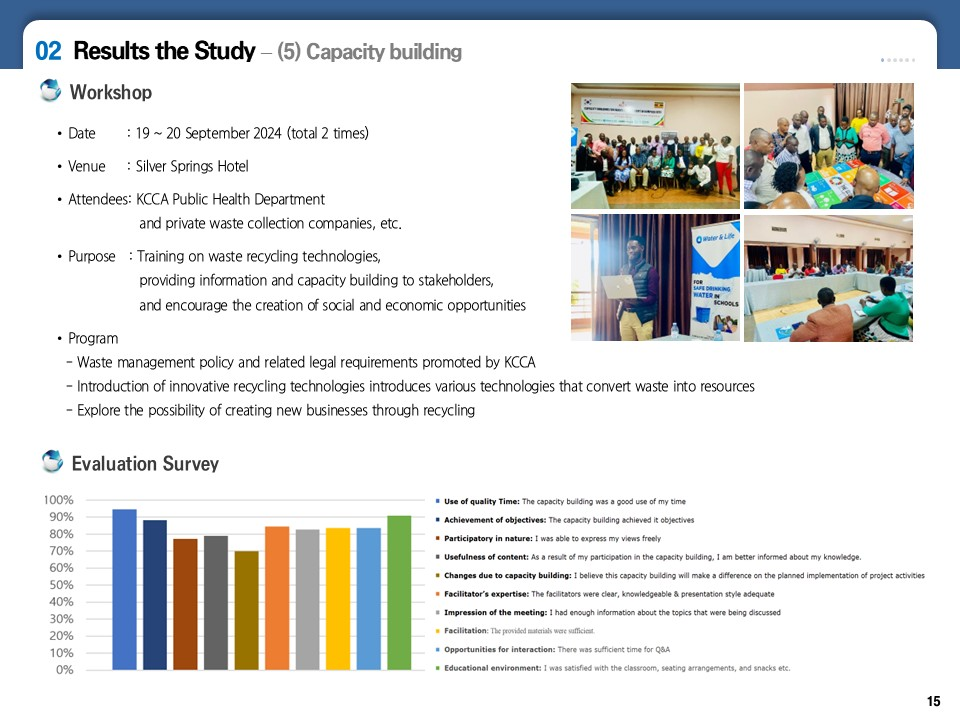 02 Results the Study – (5) Capacity building
Workshop
• Date : 19 ~ 20 September 2024 (total 2 times)
• Venue : Silver Springs Hotel
• Attendees: KCCA Public Health Department
and private waste collection companies, etc.
• Purpose : Training on waste recycling technologies,
providing information and capacity building to stakeholders,
and encourage the creation of social and economic opportunities
• Program
- Waste management policy and related legal requirements promoted by KCCA
- Introduction of innovative recycling technologies introduces various technologies that convert waste into resources
- Explore the possibility of creating new businesses through recycling
Water & Life
FOR
SAFE DRINKING
WATER IN
SCHOOLS
Evaluation Survey
100%
90%
80%
70%
60%
50%
40%
30%
20%
10%
0%
Use of quality Time: The capacity building was a good use of my time
Achievement of objectives: The capacity building achieved it objectives
Participatory in nature: I was able to express my views freely
Usefulness of content: As a result of my participation in the capacity building, I am better informed about my knowledge.
Changes due to capacity building: I believe this capacity building will make a difference on the planned implementation of project activities
Facilitator's expertise: The facilitators were clear, knowledgeable & presentation style adequate
Impression of the meeting: I had enough information about the topics that were being discussed
Facilitation: The provided materials were sufficient.
Opportunities for interaction: There was sufficient time for Q&A
Educational environment: I was satisfied with the classroom, seating arrangements, and snacks etc.
15